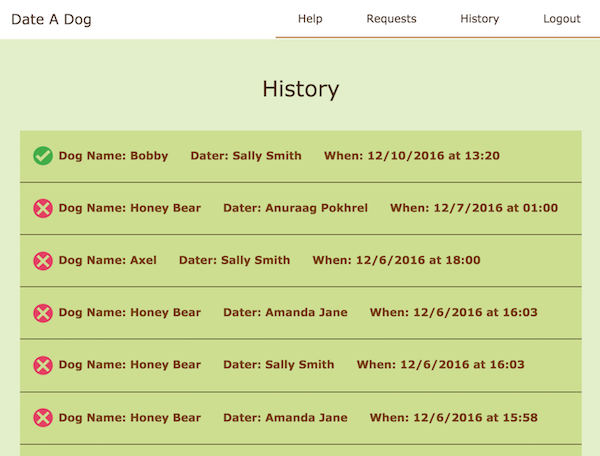 Date A Dog Help Requests History Logout
History
Dog Name: Bobby Dater: Sally Smith When: 12/10/2016 at 13:20
Dog Name: Honey Bear Dater: Anuraag Pokhrel When: 12/7/2016 at 01:00
Dog Name: Axel Dater: Sally Smith When: 12/6/2016 at 18:00
Dog Name: Honey Bear Dater: Amanda Jane When: 12/6/2016 at 16:03
Dog Name: Honey Bear Dater: Sally Smith When: 12/6/2016 at 16:03
Dog Name: Honey Bear Dater: Amanda Jane When: 12/6/2016 at 15:58